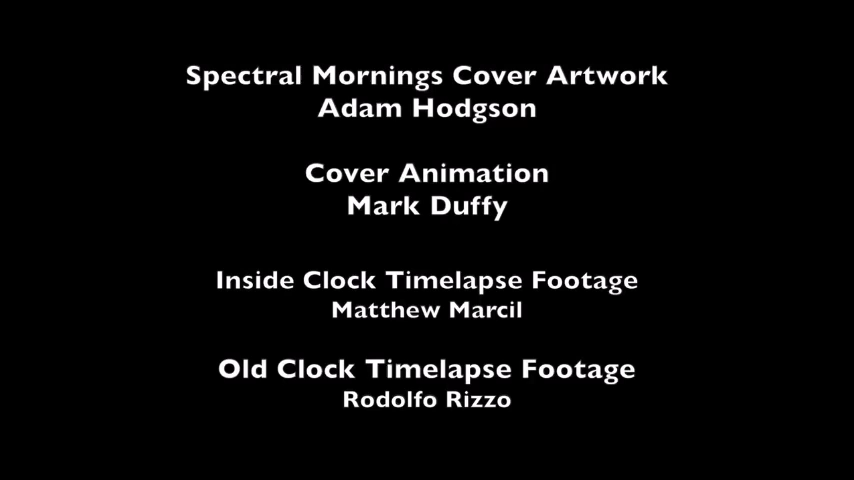 Spectral Mornings Cover Artwork
Adam Hodgson
Cover Animation
Mark Duffy
Inside Clock Timelapse Footage
Matthew Marcil
Old Clock Timelapse Footage
Rodolfo Rizzo